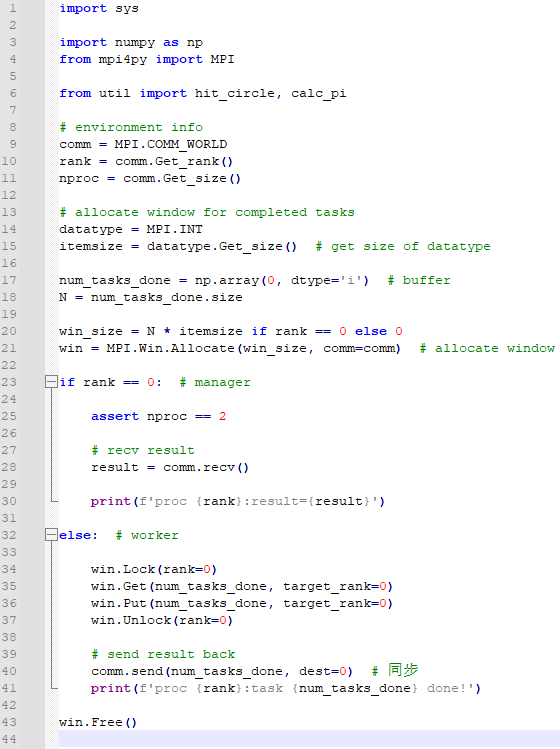 1 import sys
2
3 import numpy as np
4 from mpi4py import MPI
5
6 from util import hit_circle, calc_pi
7
8 # environment info
9 comm = MPI.COMM_WORLD
10 rank = comm.Get_rank()
11 nproc = comm.Get_size()
12
13 # allocate window for completed tasks
14 datatype = MPI.INT
15 itemsize = datatype.Get_size()  # get size of datatype
16
17 num_tasks_done = np.array(0, dtype='i')  # buffer
18 N = num_tasks_done.size
19
20 win_size = N * itemsize if rank == 0 else 0
21 win = MPI.Win.Allocate(win_size, comm=comm)  # allocate window
22
23 if rank == 0:  # manager
24
25     assert nproc == 2
26
27     # recv result
28     result = comm.recv()
29
30     print(f'proc {rank}:result={result}')
31
32 else:  # worker
33
34     win.Lock(rank=0)
35     win.Get(num_tasks_done, target_rank=0)
36     win.Put(num_tasks_done, target_rank=0)
37     win.Unlock(rank=0)
38
39     # send result back
40     comm.send(num_tasks_done, dest=0)  # 同步
41     print(f'proc {rank}:task {num_tasks_done} done!')
42
43 win.Free()
44